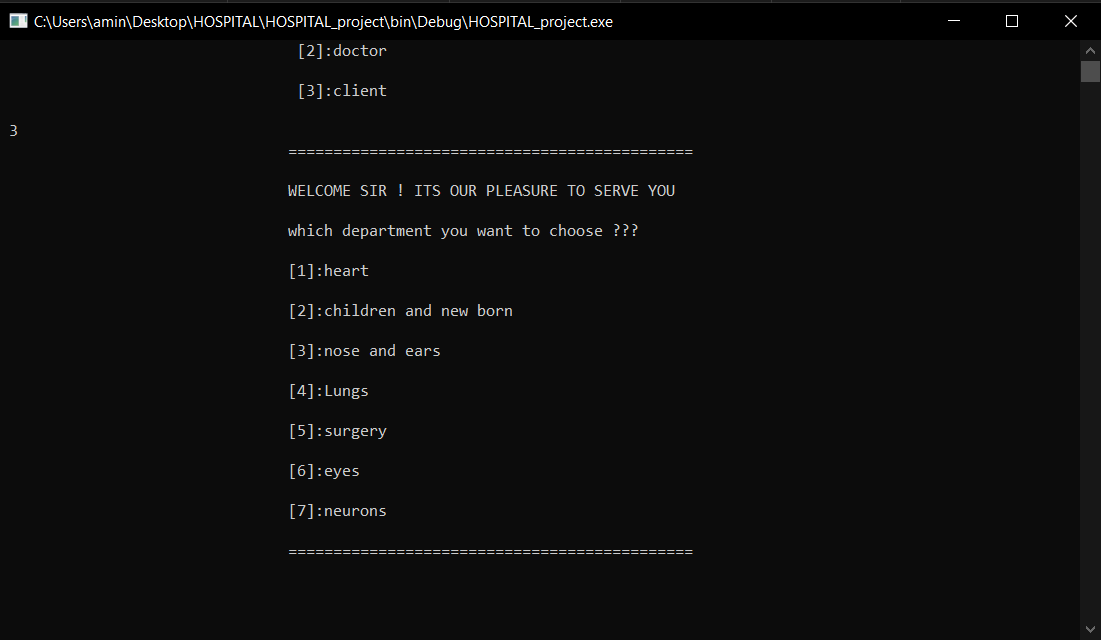 C:\Users\amin\Desktop\HOSPITAL\HOSPITAL_project\bin\Debug\HOSPITAL_project.exe
[2]:doctor
[3]:client
3
=============================================
WELCOME SIR ! ITS OUR PLEASURE TO SERVE YOU
which department you want to choose ???
[1]:heart
[2]:children and new born
[3]:nose and ears
[4]:Lungs
[5]:surgery
[6]:eyes
[7]:neurons
=============================================